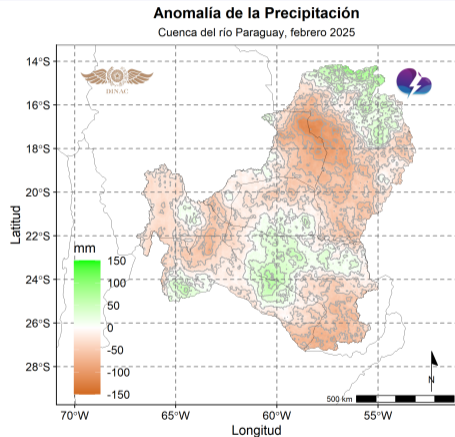 Anomalía de la Precipitación
Cuenca del río Paraguay, febrero 2025
DINAC
14°S
16°S
18°S
20°S
22°S
24°S
26°S
28°S
Latitud
mm
150
100
50
0
-50
-100
-150
N
500 km
70°W
65°W
60°W
55°W
Longitud